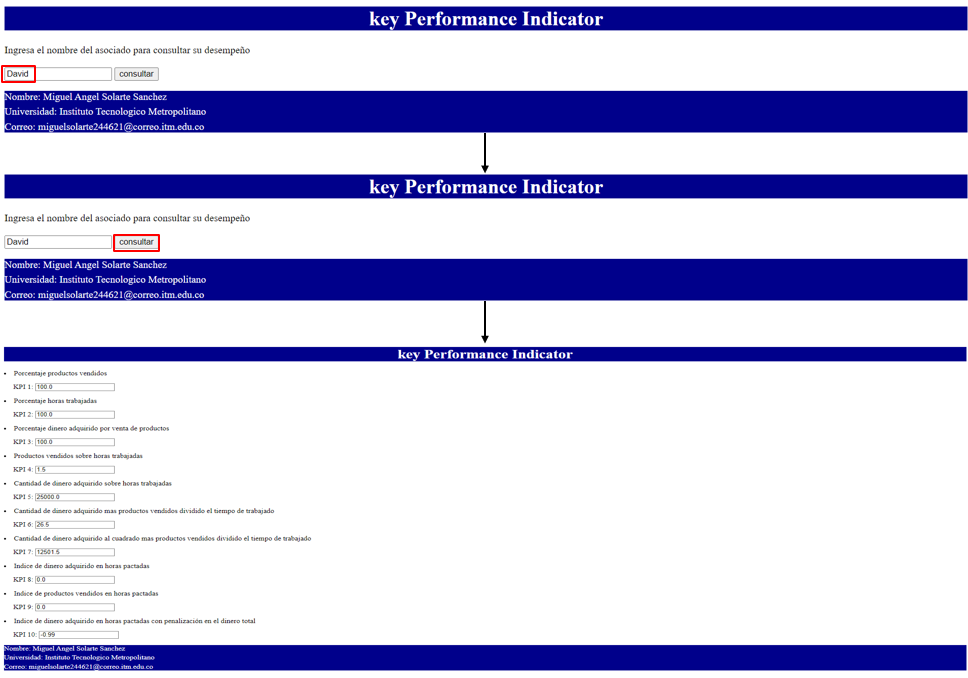 key Performance Indicator
Ingresa el nombre del asociado para consultar su desempeño
David consultar
Nombre: Miguel Angel Solarte Sanchez
Universidad: Instituto Tecnologico Metropolitano
Correo: miguelsolarte244621@correo.itm.edu.co
key Performance Indicator
Ingresa el nombre del asociado para consultar su desempeño
David consultar
Nombre: Miguel Angel Solarte Sanchez
Universidad: Instituto Tecnologico Metropolitano
Correo: miguelsolarte244621@correo.itm.edu.co
key Performance Indicator
• Porcentaje productos vendidos
KPI 1: 100.0
• Porcentaje horas trabajadas
KPI 2: 100.0
• Porcentaje dinero adquirido por venta de productos
KPI 3: 100.0
• Productos vendidos sobre horas trabajadas
KPI 4: 1.5
• Cantidad de dinero adquirido sobre horas trabajadas
KPI 5: 25000.0
• Cantidad de dinero adquirido mas productos vendidos dividido el tiempo de trabajado
KPI 6: 26.5
• Cantidad de dinero adquirido al cuadrado mas productos vendidos dividido el tiempo de trabajado
KPI 7: 12501.5
• Indice de dinero adquirido en horas pactadas
KPI 8: 0.0
• Indice de productos vendidos en horas pactadas
KPI 9: 0.0
• Indice de dinero adquirido en horas pactadas con penalización en el dinero total
KPI 10: -0.99
Nombre: Miguel Angel Solarte Sanchez
Universidad: Instituto Tecnologico Metropolitano
Correo: miguelsolarte244621@correo.itm.edu.co